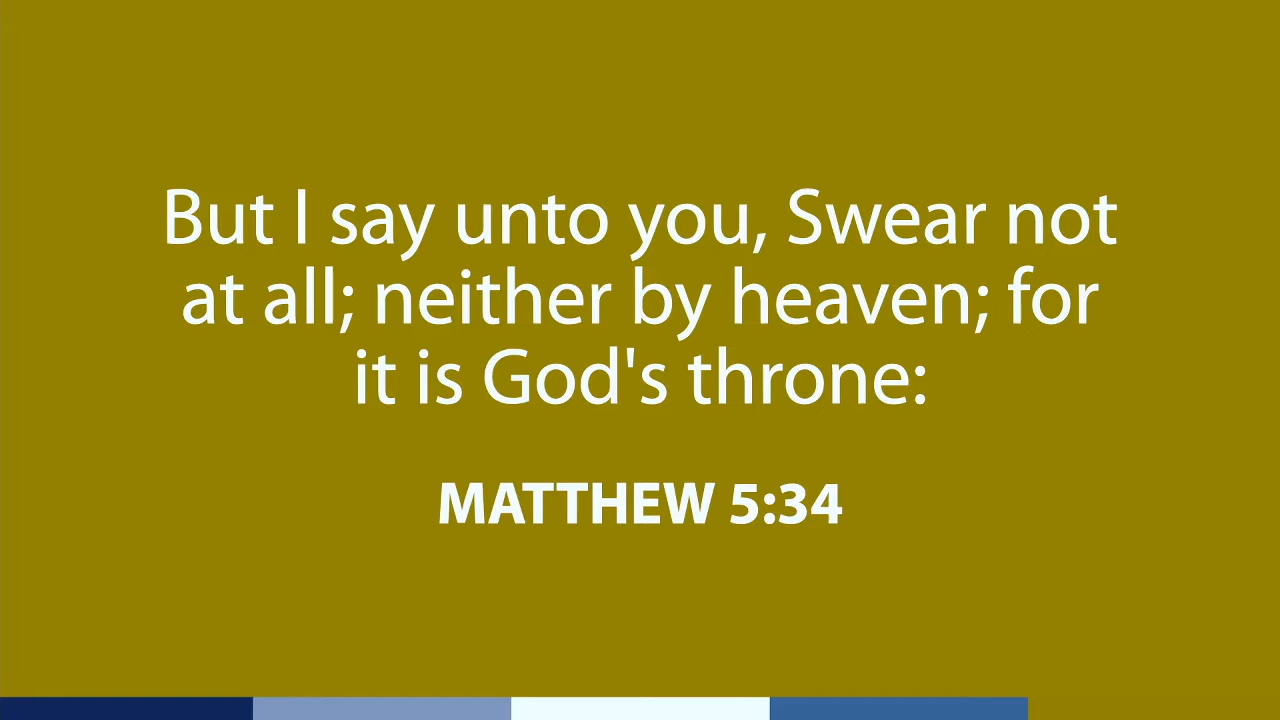 But I say unto you, Swear not
at all; neither by heaven; for
it is God's throne:
MATTHEW 5:34